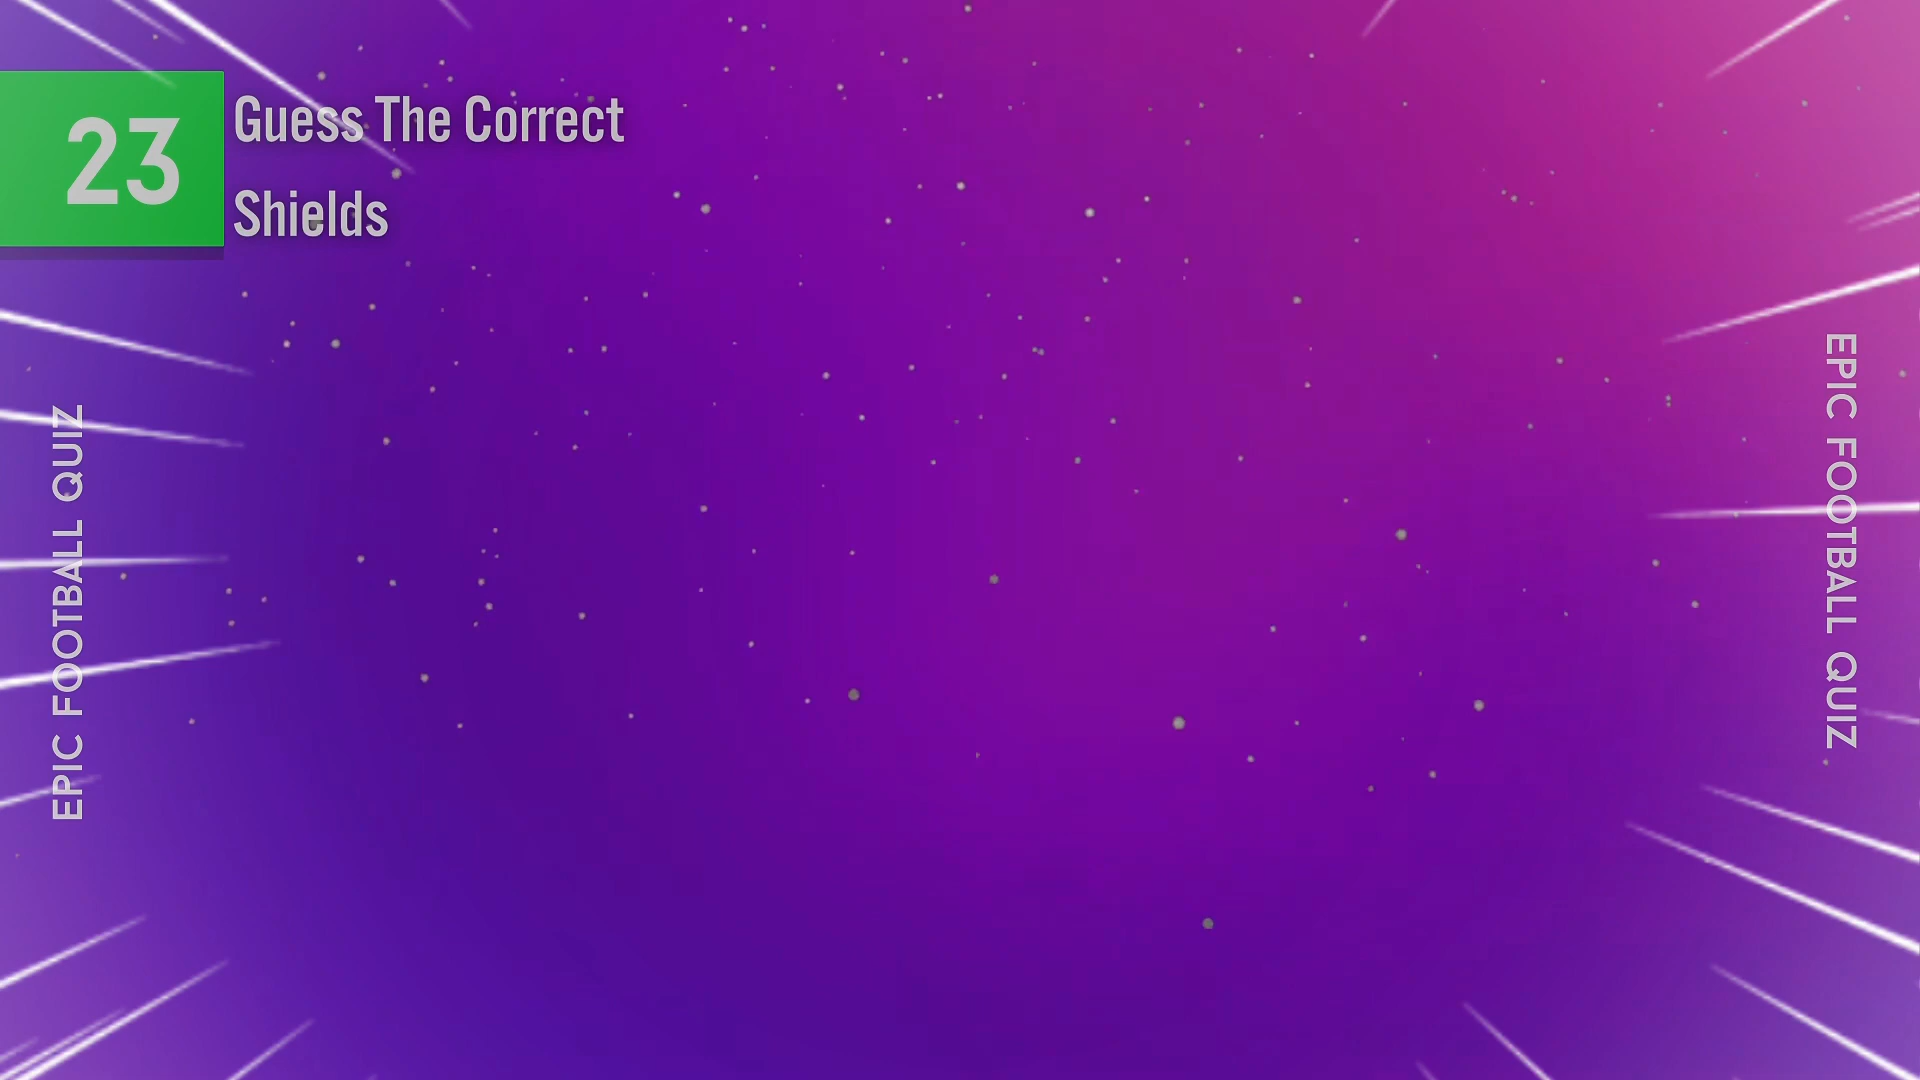 23
Guess The Correct
Shields
EPIC FOOTBALL QUIZ
EPIC FOOTBALL QUIZ